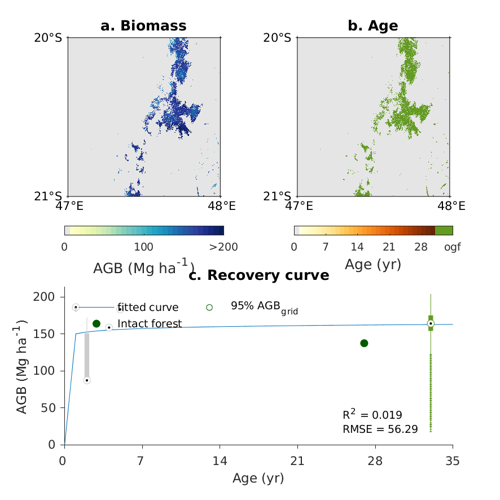 a. Biomass
b. Age
20°S
21°S
47°E
48°E
20°S
21°S
47°E
48°E
0
100
>200
AGB (Mg ha⁻¹)
0
7
14
21
28
ogf
Age (yr)
c. Recovery curve
200
150
100
50
0
AGB (Mg ha⁻¹)
fitted curve
95% AGB_grid
Intact forest
R² = 0.019
RMSE = 56.29
0
7
14
21
28
35
Age (yr)